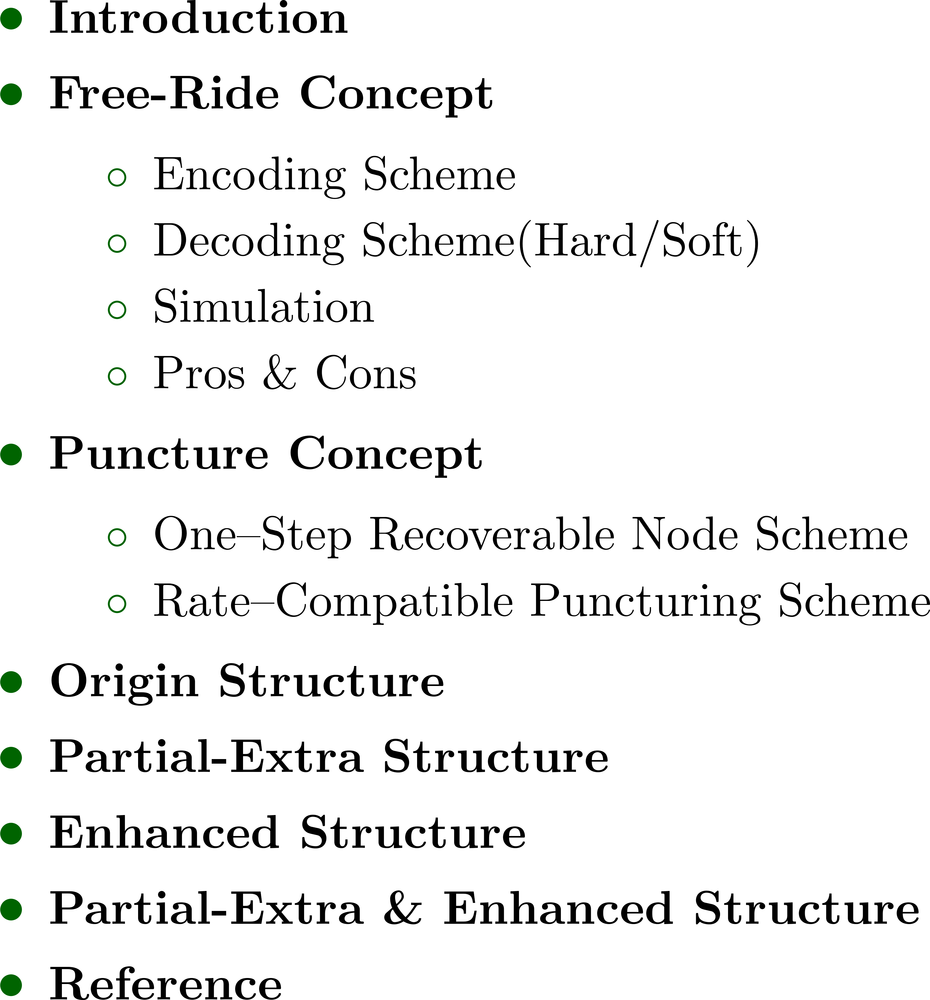 • Introduction
• Free-Ride Concept
◦ Encoding Scheme
◦ Decoding Scheme(Hard/Soft)
◦ Simulation
◦ Pros & Cons
• Puncture Concept
◦ One–Step Recoverable Node Scheme
◦ Rate–Compatible Puncturing Scheme
• Origin Structure
• Partial-Extra Structure
• Enhanced Structure
• Partial-Extra & Enhanced Structure
• Reference